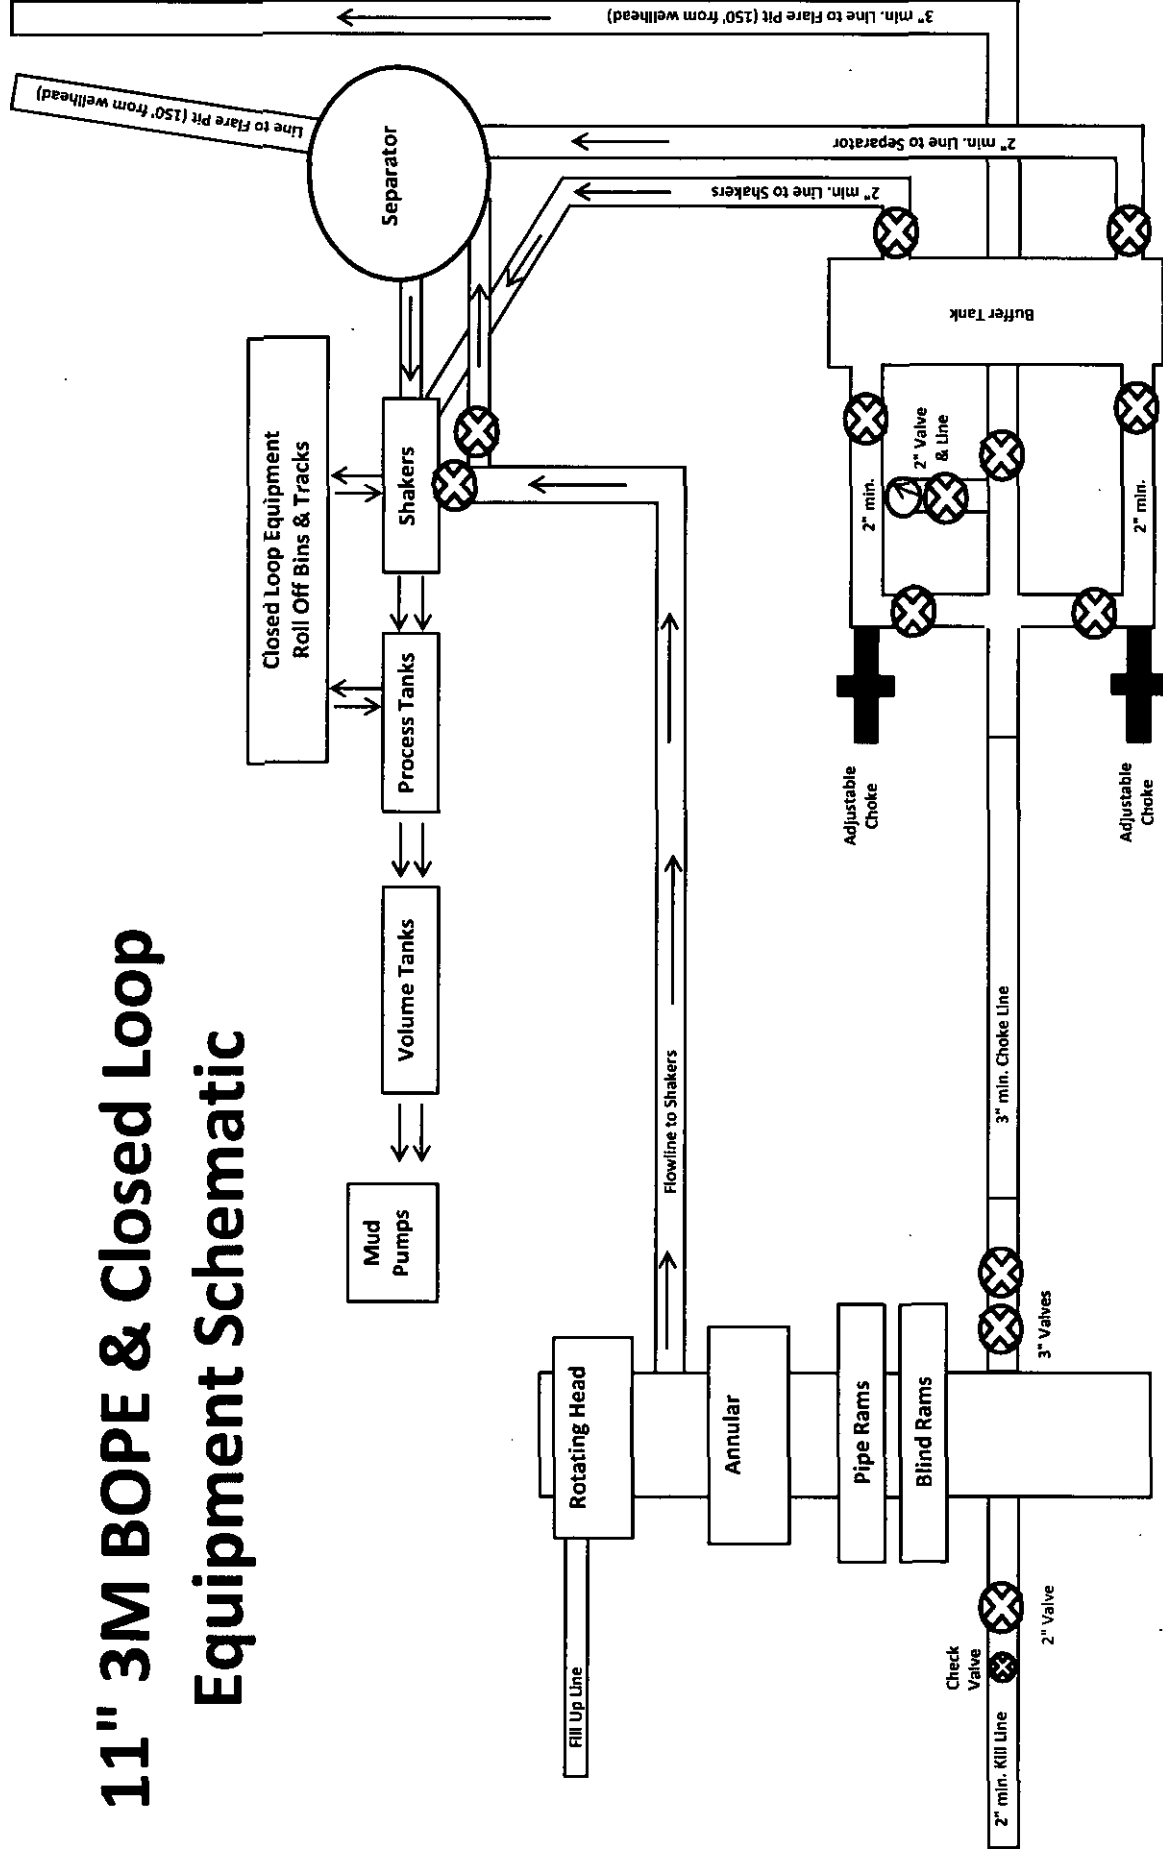 11" 3M BOPE & Closed Loop
Equipment Schematic
Fill Up Line
Rotating Head
Annular
Pipe Rams
Blind Rams
Mud
Pumps
Volume Tanks
Process Tanks
Shakers
Closed Loop Equipment
Roll Off Bins & Tracks
Separator
Line to Flare Pit (150' from wellhead)
3" min. Line to Flare Pit (150' from wellhead)
Flowline to Shakers
2" min. Line to Shakers
2" min. Line to Separator
2" min. Kill Line
Check
Valve
2" Valve
3" Valves
3" min. Choke Line
Adjustable
Choke
Adjustable
Choke
2" min.
2" Valve
& Line
2" min.
Buffer Tank